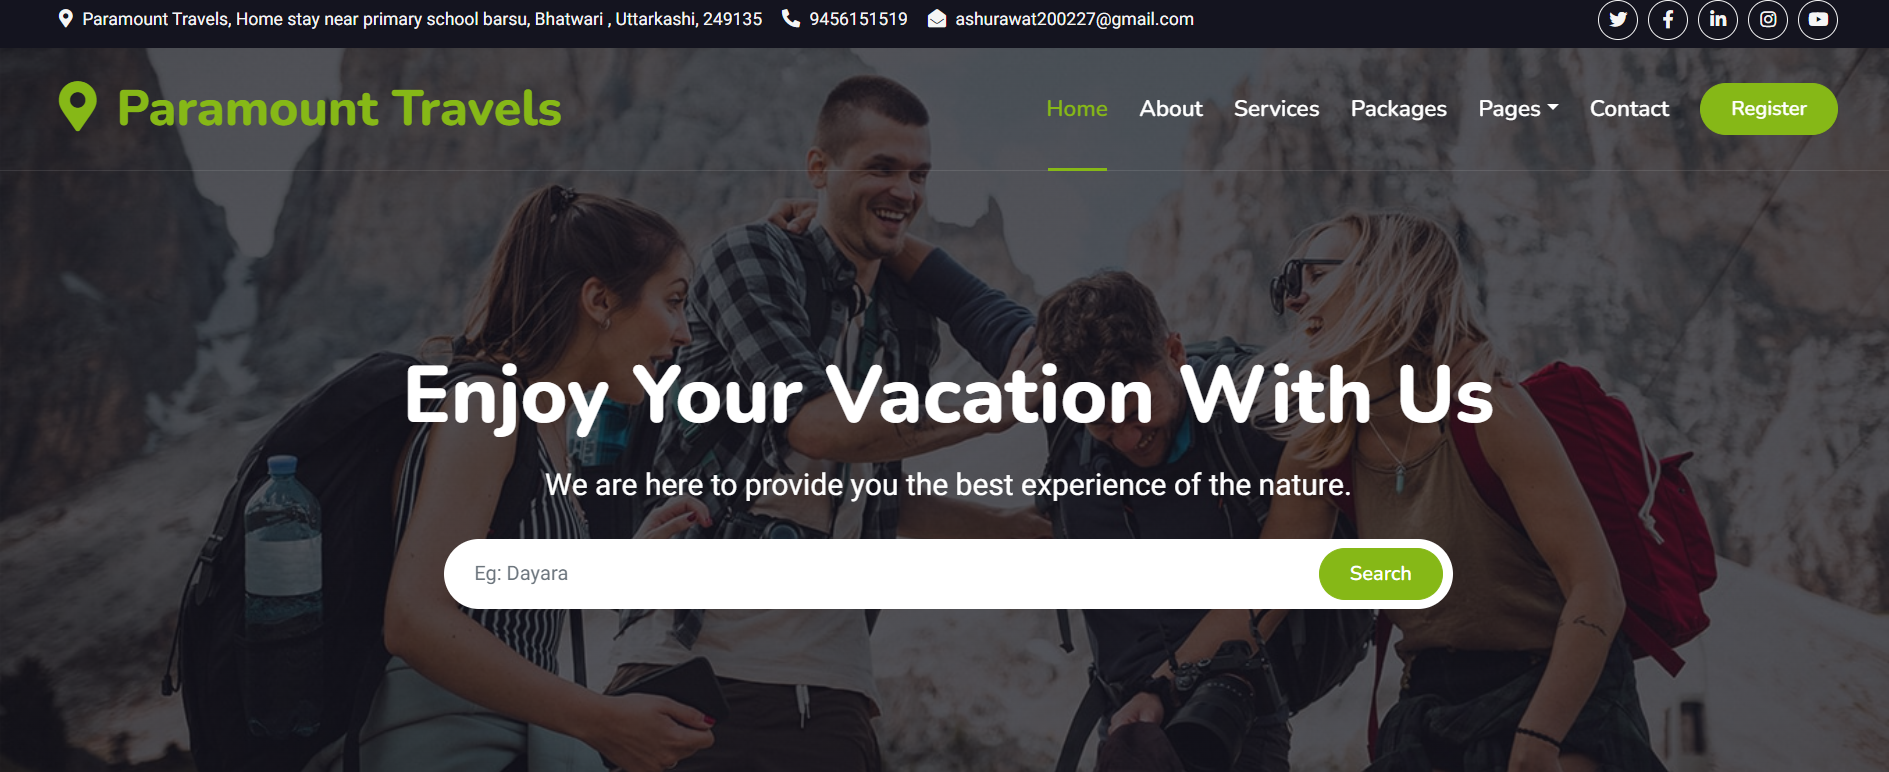 Paramount Travels, Home stay near primary school barsu, Bhatwari , Uttarkashi, 249135 9456151519 ashurawat200227@gmail.com
Paramount Travels Home About Services Packages Pages Contact Register
Enjoy Your Vacation With Us
We are here to provide you the best experience of the nature.
Eg: Dayara Search